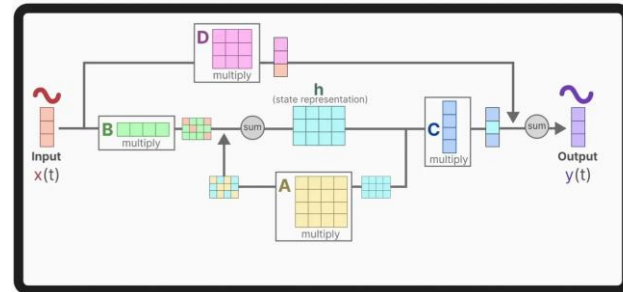 D
multiply
h
(state representation)
B
multiply
sum
C
multiply
sum
Input
x(t)
Output
y(t)
A
multiply